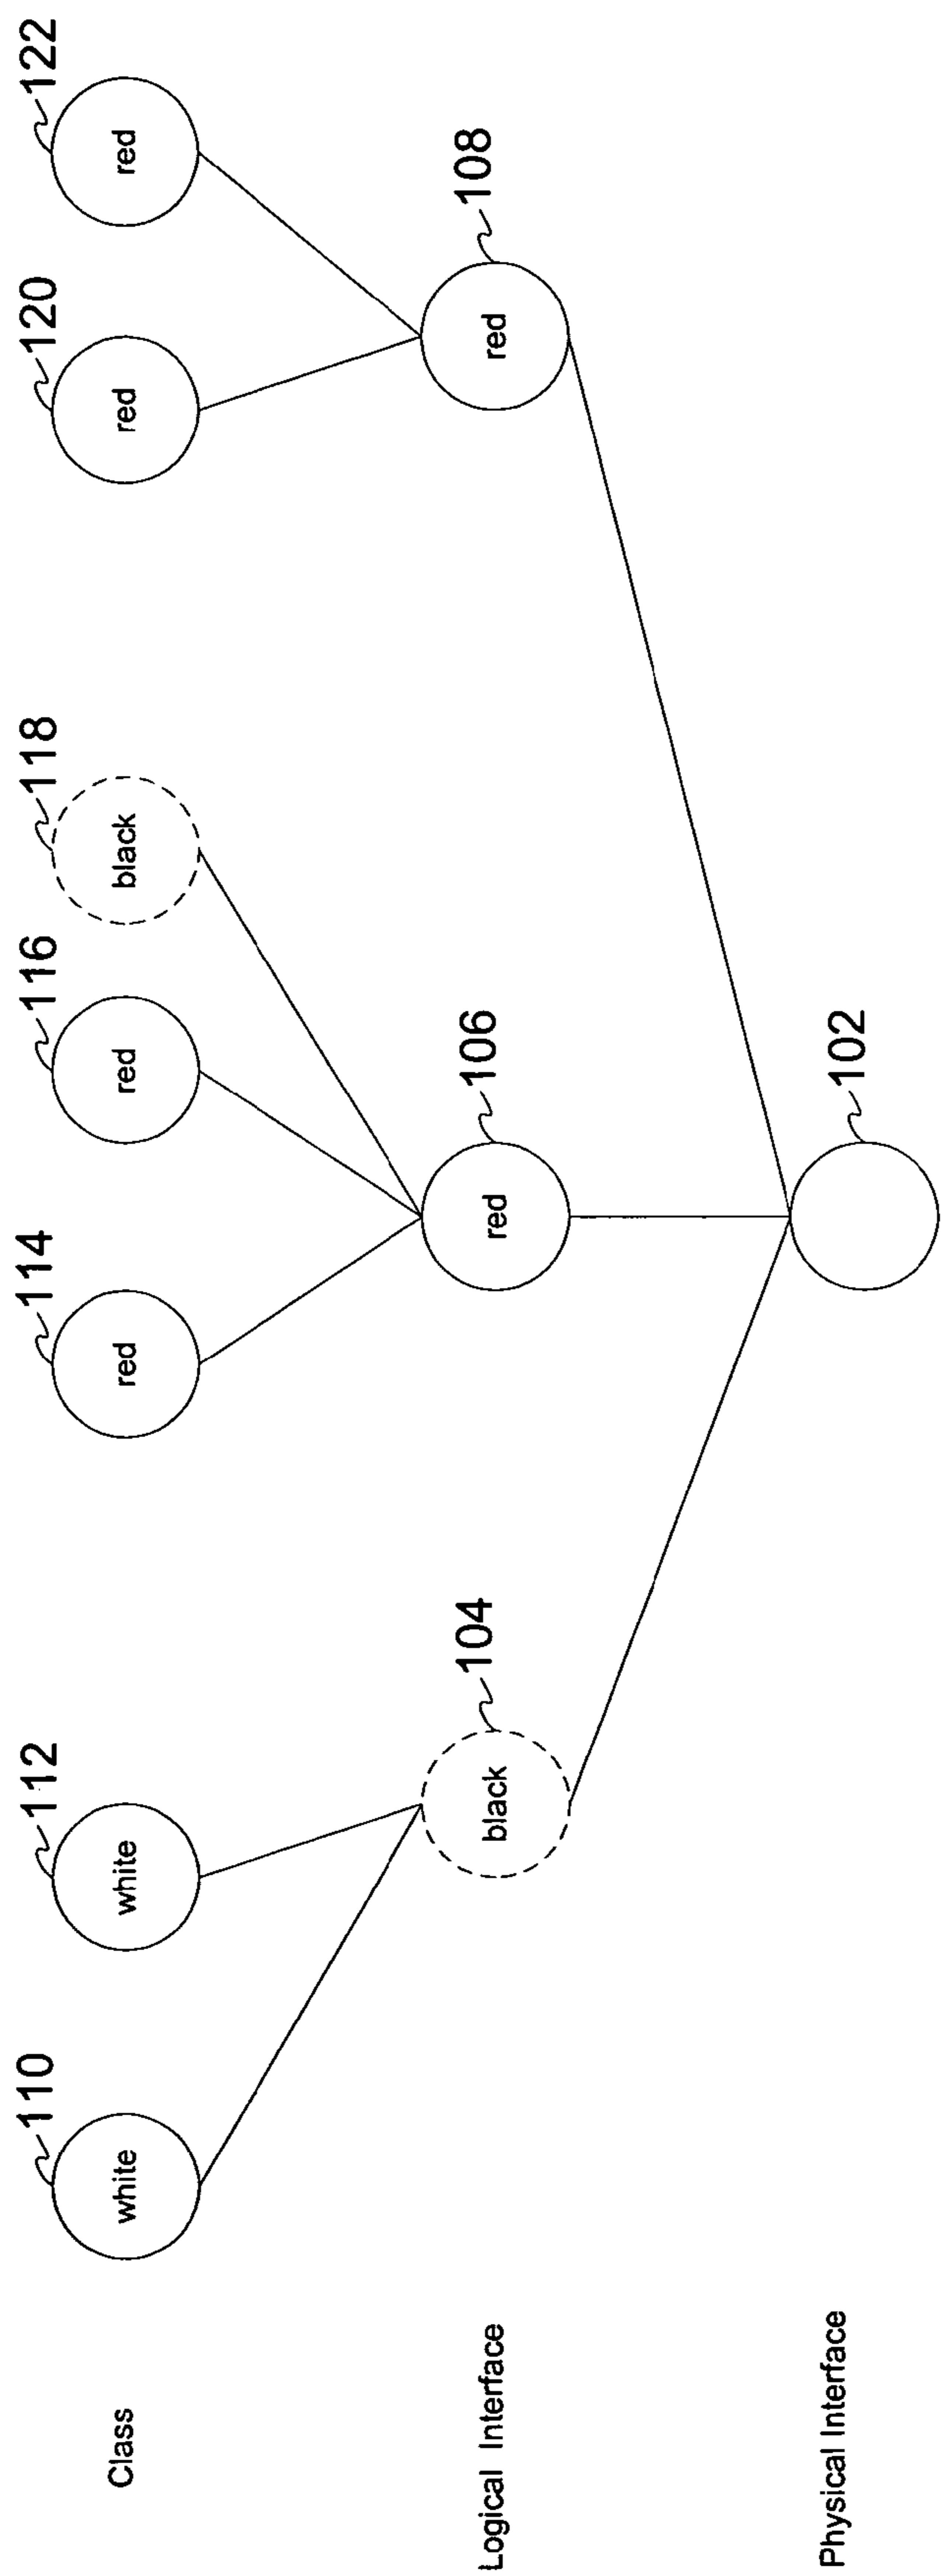 110
112
114
116
118
120
122
Class
white
white
red
red
black
red
red
104
106
108
Logical Interface
black
red
red
102
Physical Interface